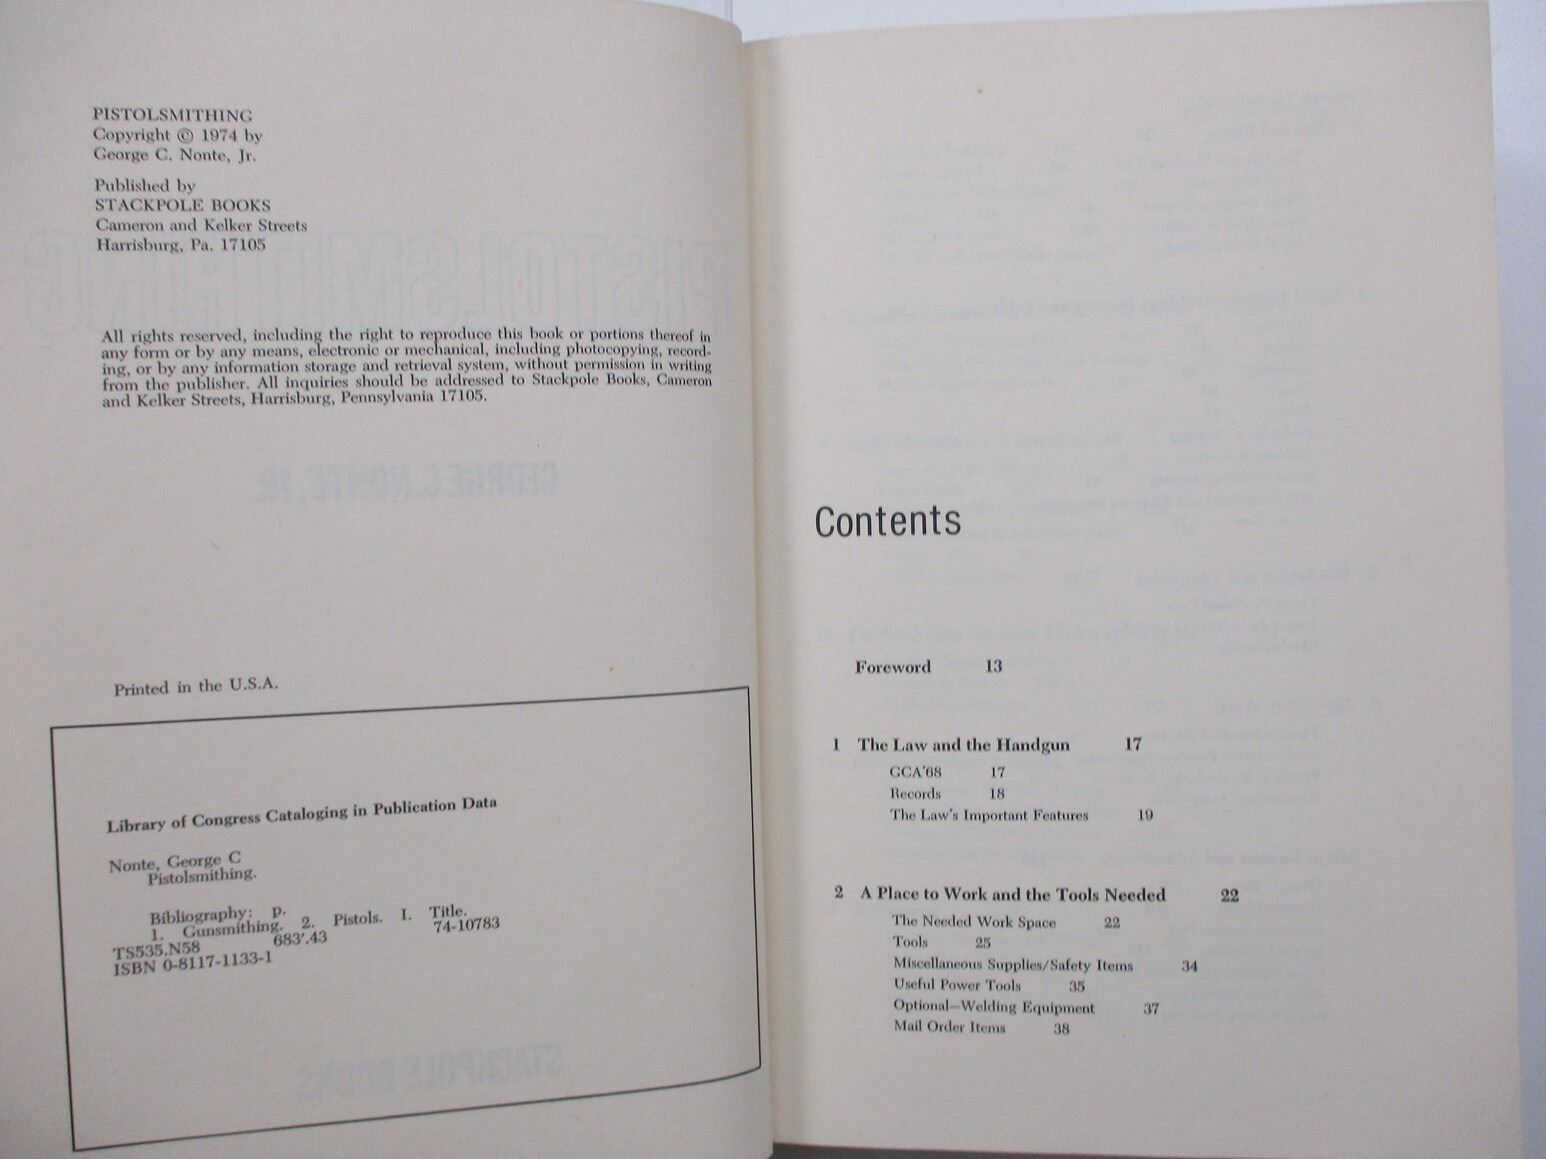 PISTOLSMITHING
Copyright © 1974 by
George C. Nonte, Jr.
Published by
STACKPOLE BOOKS
Cameron and Kelker Streets
Harrisburg, Pa. 17105
All rights reserved, including the right to reproduce this book or portions thereof in
any form or by any means, electronic or mechanical, including photocopying, record-
ing, or by any information storage and retrieval system, without permission in writing
from the publisher. All inquiries should be addressed to Stackpole Books, Cameron
and Kelker Streets, Harrisburg, Pennsylvania 17105.
Printed in the U.S.A.
Library of Congress Cataloging in Publication Data
Nonte, George C
Pistolsmithing.
Bibliography: p.
1. Gunsmithing. 2. Pistols. I. Title.
TS535.N58 683'.43 74-10783
ISBN 0-8117-1133-1
Contents
Foreword 13
1 The Law and the Handgun 17
GCA'68 17
Records 18
The Law's Important Features 19
2 A Place to Work and the Tools Needed 22
The Needed Work Space 22
Tools 25
Miscellaneous Supplies/Safety Items 34
Useful Power Tools 35
Optional—Welding Equipment 37
Mail Order Items 38